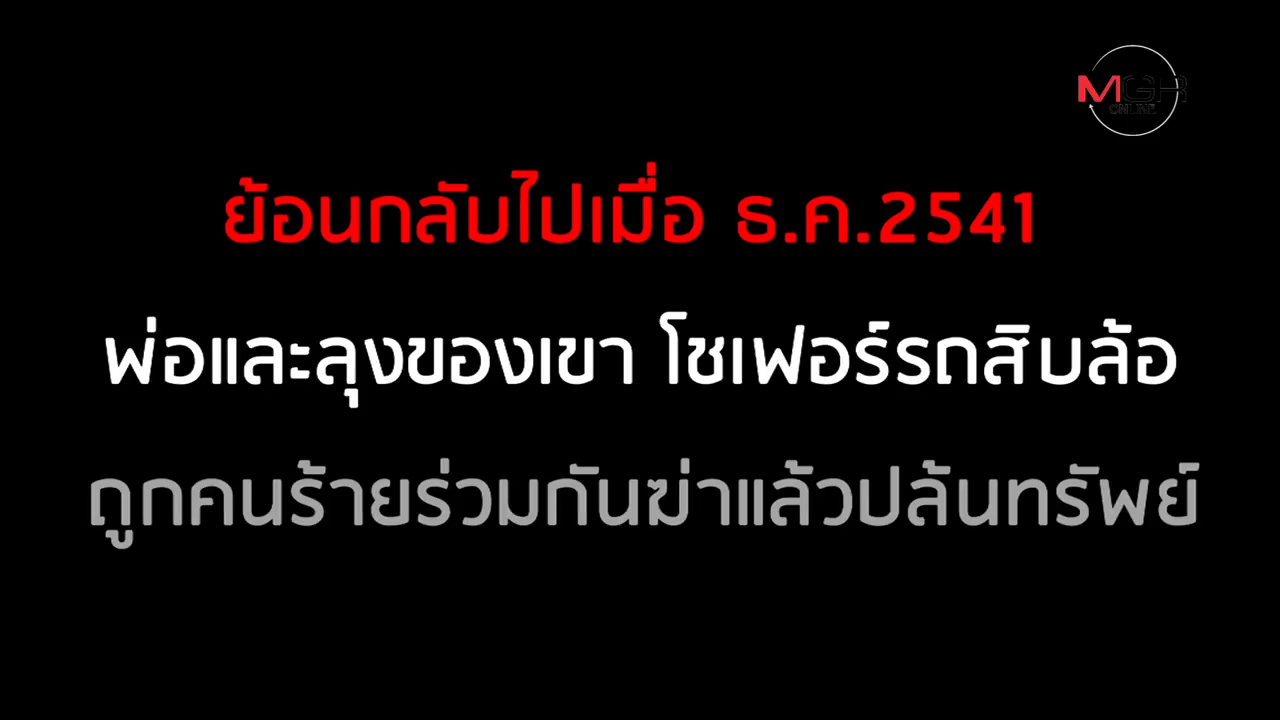 MGR
ONLINE
ย้อนกลับไปเมื่อ ธ.ค.2541
พ่อและลุงของเขา โชเฟอร์รถสิบล้อ
ถูกคนร้ายร่วมกันฆ่าแล้วปล้นทรัพย์